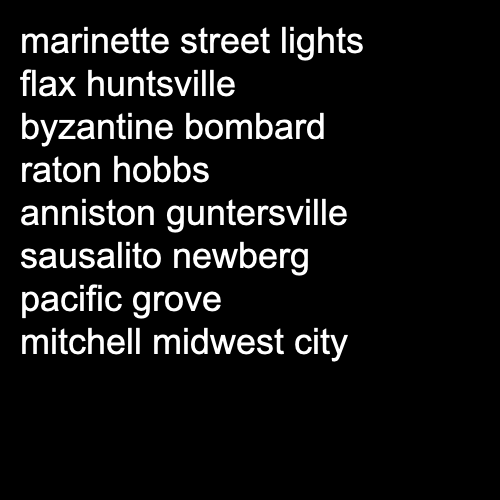 marinette street lights
flax huntsville
byzantine bombard
raton hobbs
anniston guntersville
sausalito newberg
pacific grove
mitchell midwest city